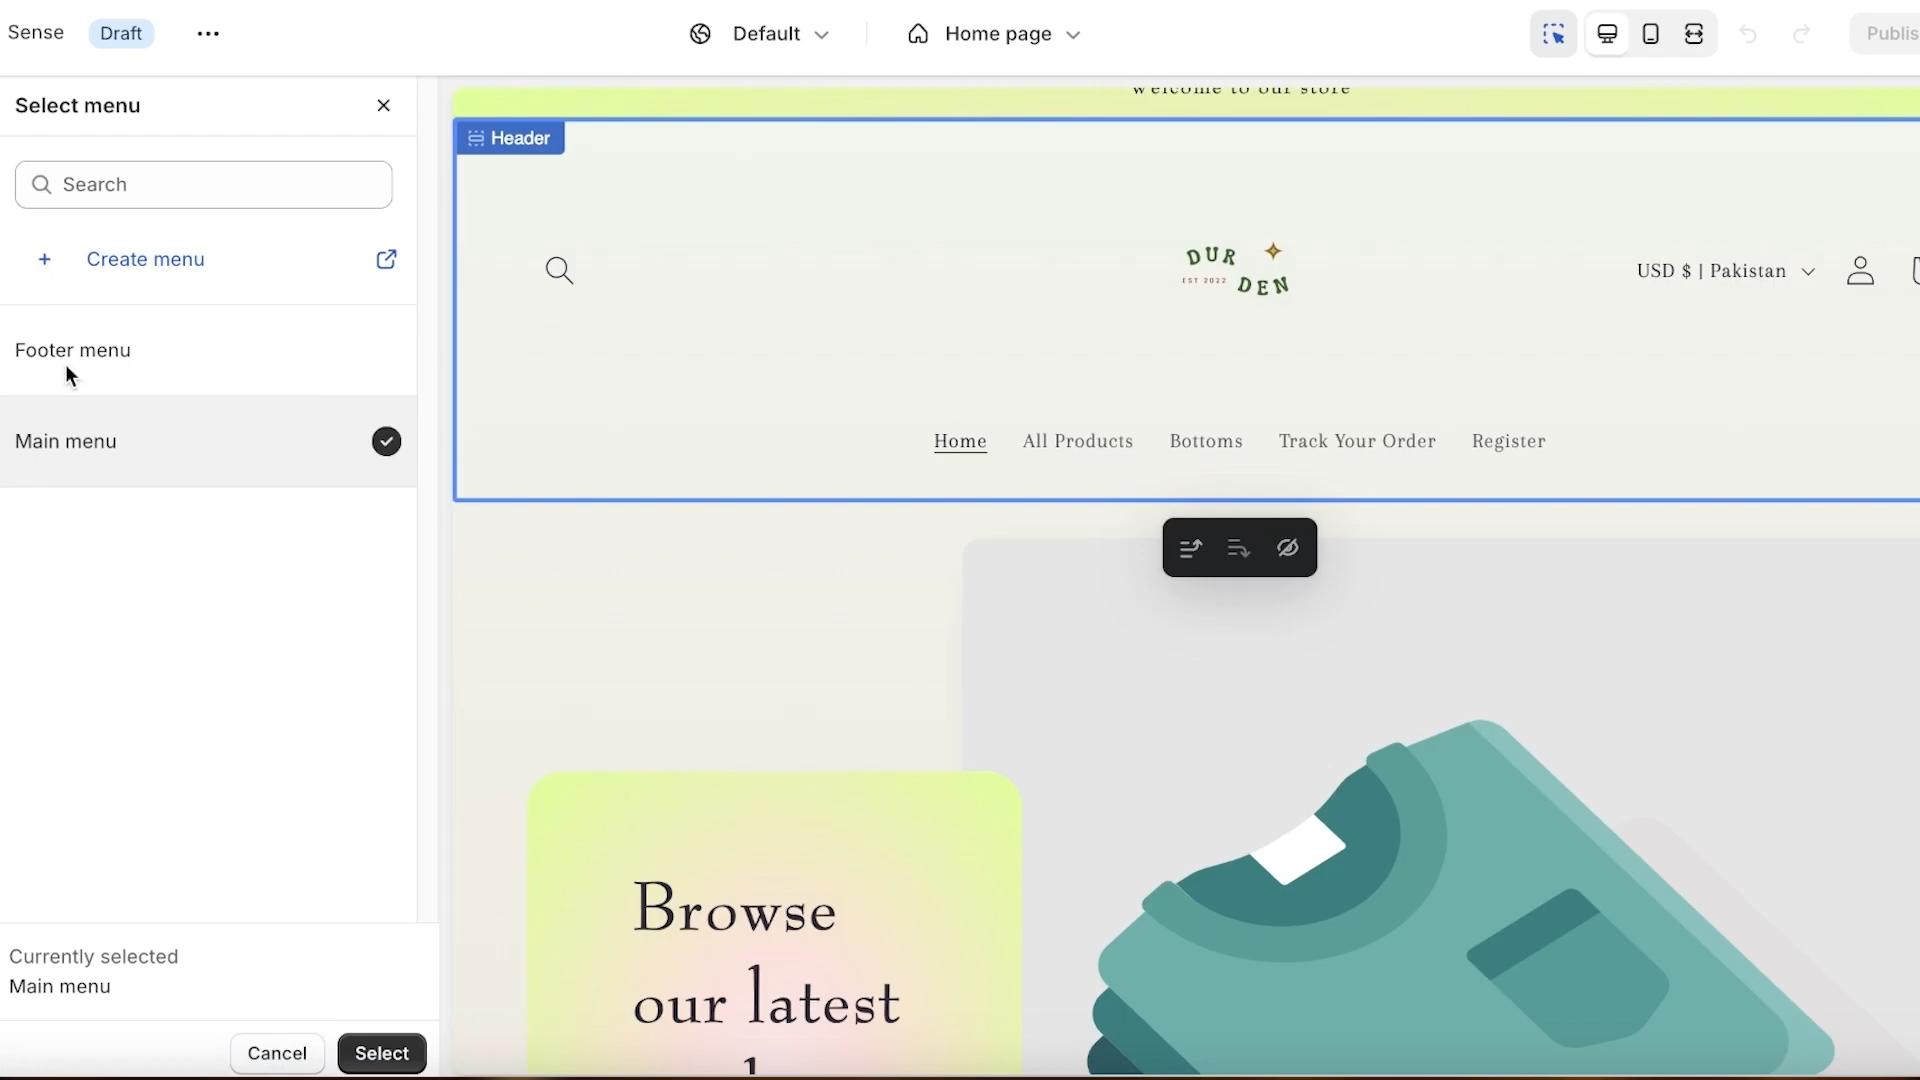 Sense Draft
Default
Home page
Publis
Select menu
Search
+ Create menu
Footer menu
Main menu
Currently selected
Main menu
Cancel
Select
welcome to our store
Header
DUR
EST 2022 DEN
USD $ | Pakistan
Home All Products Bottoms Track Your Order Register
Browse
our latest